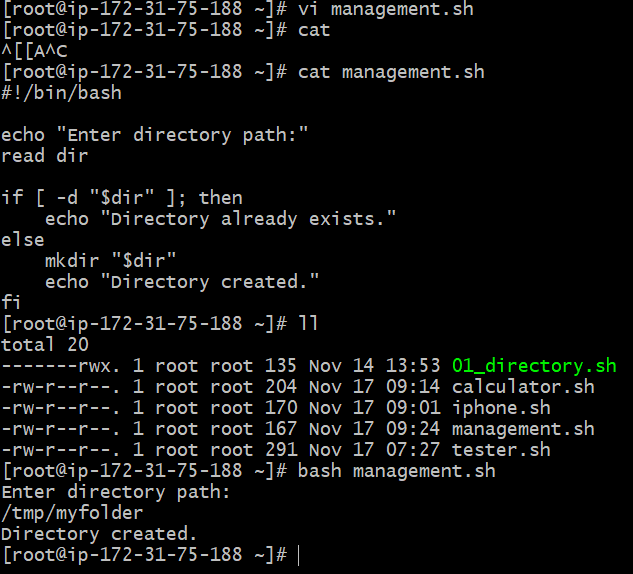 [root@ip-172-31-75-188 ~]# vi management.sh
[root@ip-172-31-75-188 ~]# cat
^[[A^C
[root@ip-172-31-75-188 ~]# cat management.sh
#!/bin/bash

echo "Enter directory path:"
read dir

if [ -d "$dir" ]; then
    echo "Directory already exists."
else
    mkdir "$dir"
    echo "Directory created."
fi
[root@ip-172-31-75-188 ~]# ll
total 20
-------rwx. 1 root root 135 Nov 14 13:53 01_directory.sh
-rw-r--r--. 1 root root 204 Nov 17 09:14 calculator.sh
-rw-r--r--. 1 root root 170 Nov 17 09:01 iphone.sh
-rw-r--r--. 1 root root 167 Nov 17 09:24 management.sh
-rw-r--r--. 1 root root 291 Nov 17 07:27 tester.sh
[root@ip-172-31-75-188 ~]# bash management.sh
Enter directory path:
/tmp/myfolder
Directory created.
[root@ip-172-31-75-188 ~]#